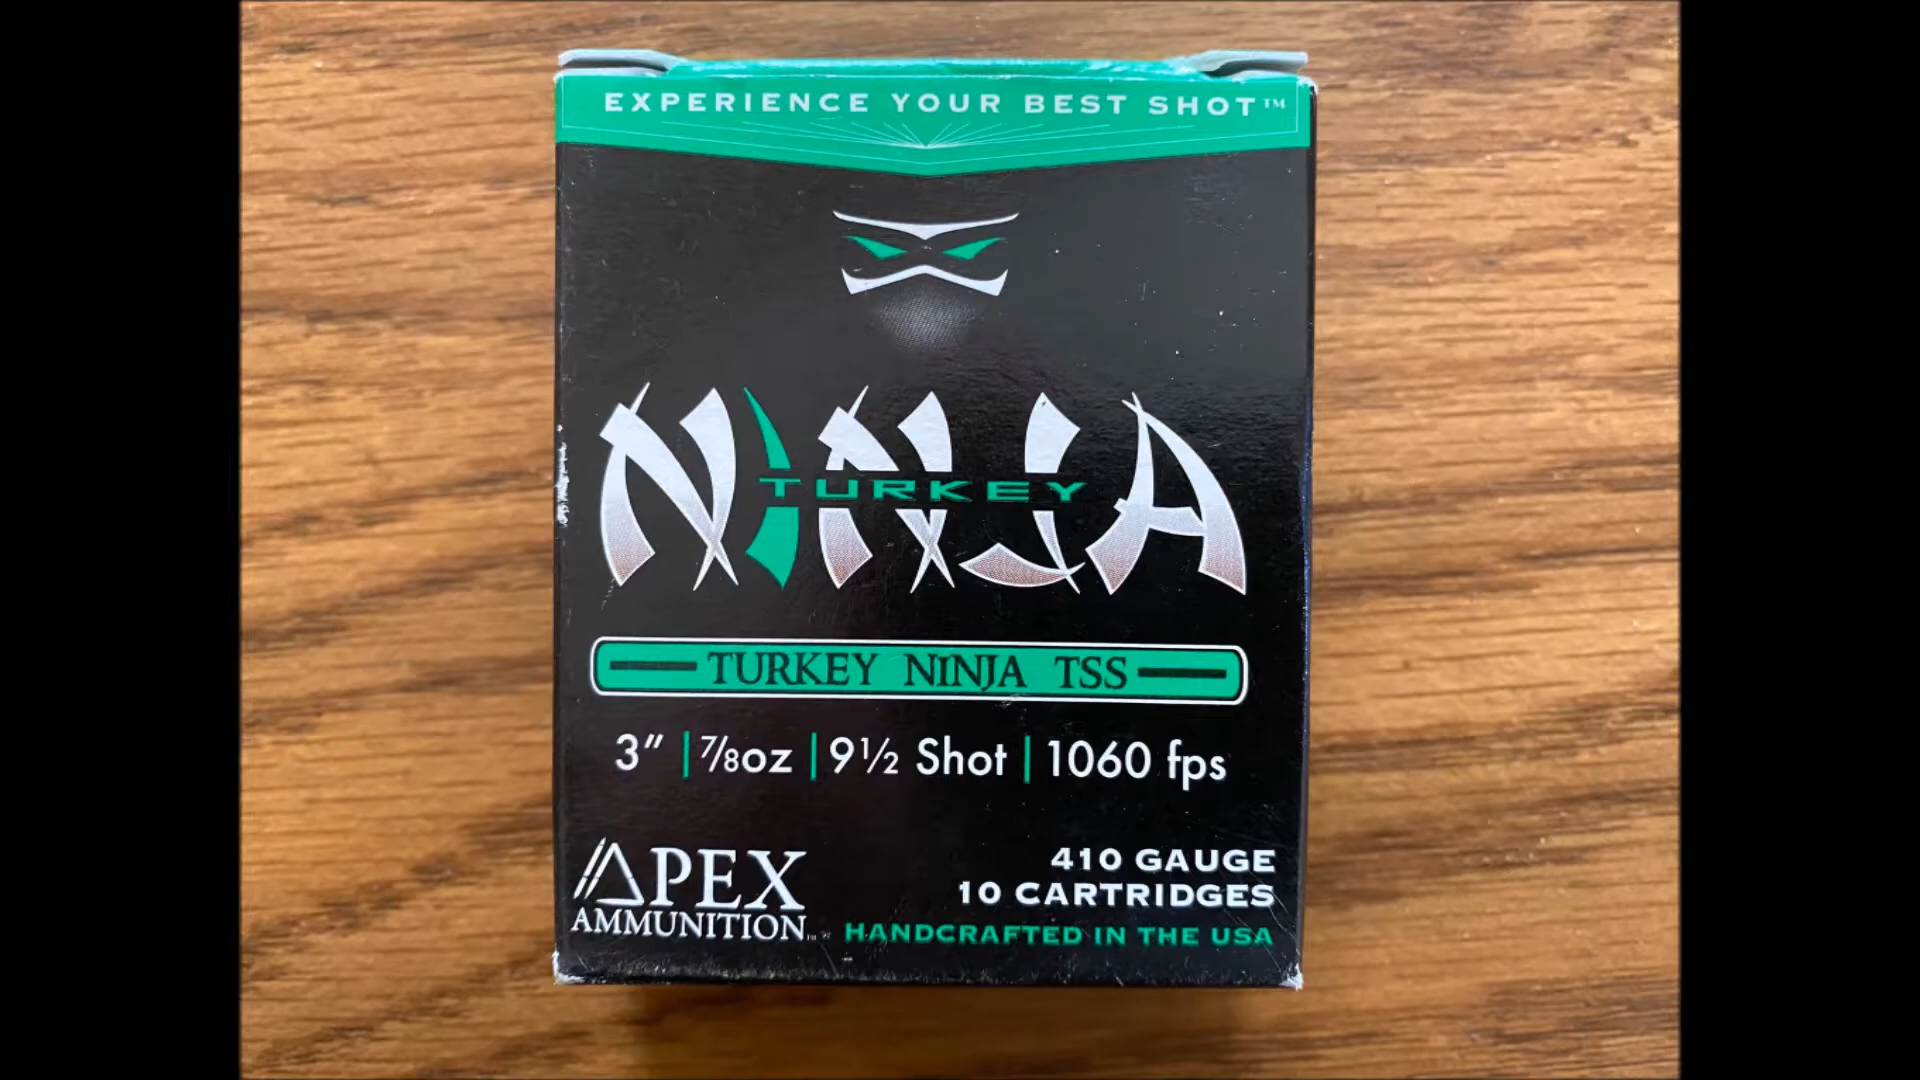 EXPERIENCE YOUR BEST SHOT™
NINJA
TURKEY
TURKEY NINJA TSS
3" | ⅞oz | 9½ Shot | 1060 fps
APEX
AMMUNITION
410 GAUGE
10 CARTRIDGES
HANDCRAFTED IN THE USA